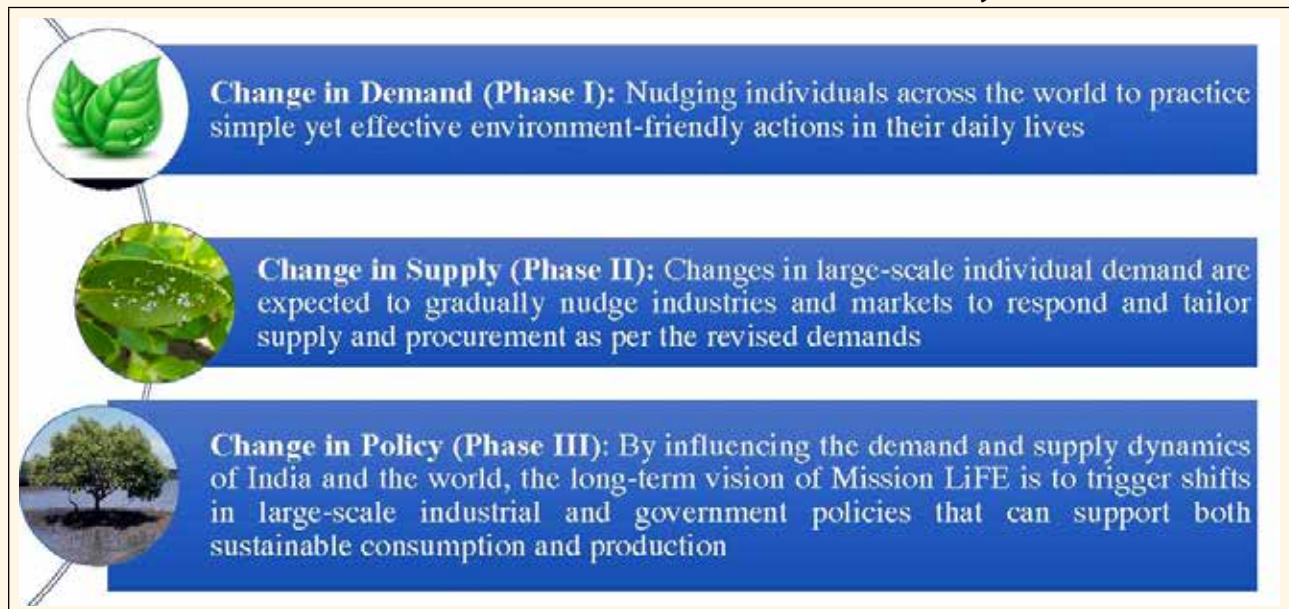 Change in Demand (Phase I): Nudging individuals across the world to practice
simple yet effective environment-friendly actions in their daily lives
Change in Supply (Phase II): Changes in large-scale individual demand are
expected to gradually nudge industries and markets to respond and tailor
supply and procurement as per the revised demands
Change in Policy (Phase III): By influencing the demand and supply dynamics
of India and the world, the long-term vision of Mission LiFE is to trigger shifts
in large-scale industrial and government policies that can support both
sustainable consumption and production